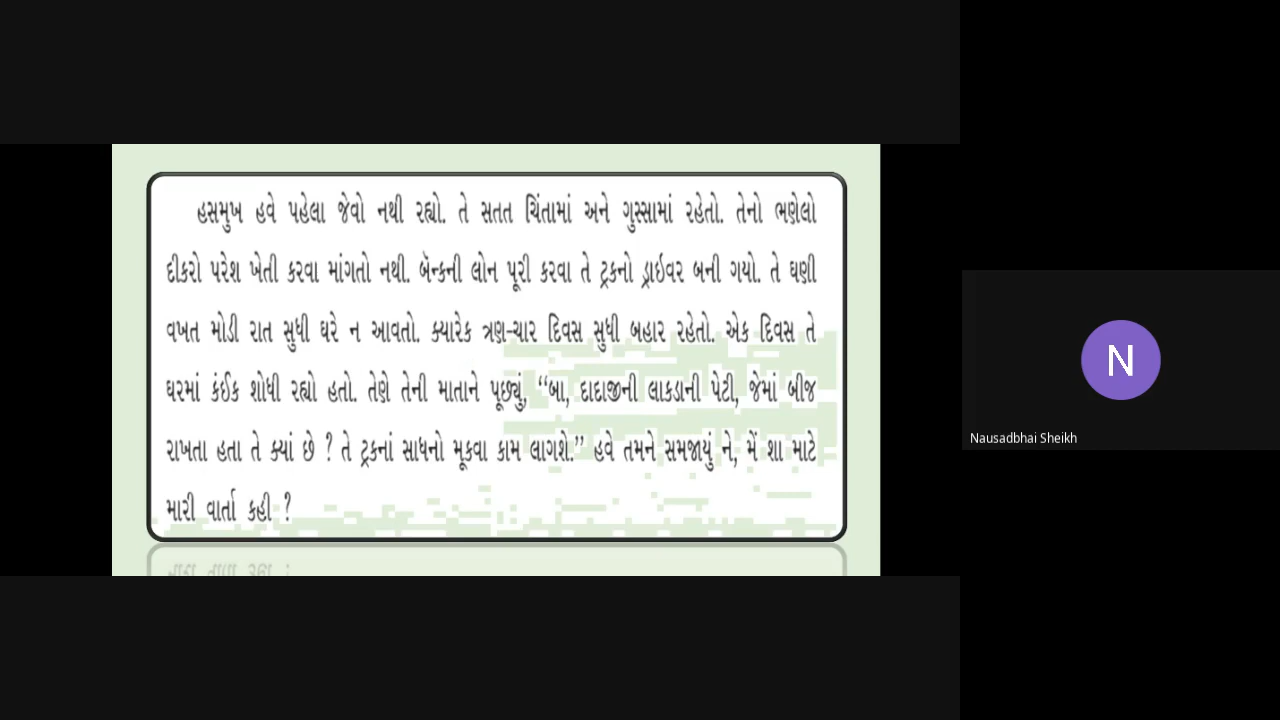 હસમુખ હવે પહેલા જેવો નથી રહ્યો. તે સતત ચિંતામાં અને ગુસ્સામાં રહેતો. તેનો ભણેલો
દીકરો પરેશ ખેતી કરવા માંગતો નથી. બૅન્કની લોન પૂરી કરવા તે ટ્રકનો ડ્રાઇવર બની ગયો. તે ઘણી
વખત મોડી રાત સુધી ઘરે ન આવતો. ક્યારેક ત્રણ-ચાર દિવસ સુધી બહાર રહેતો. એક દિવસ તે
ઘરમાં કંઈક શોધી રહ્યો હતો. તેણે તેની માતાને પૂછ્યું, “બા, દાદાજીની લાકડાની પેટી, જેમાં બીજ
રાખતા હતા તે ક્યાં છે ? તે ટ્રકનાં સાધનો મૂકવા કામ લાગશે.” હવે તમને સમજાયું ને, મેં શા માટે
મારી વાર્તા કહી ?
Nausadbhai Sheikh
N